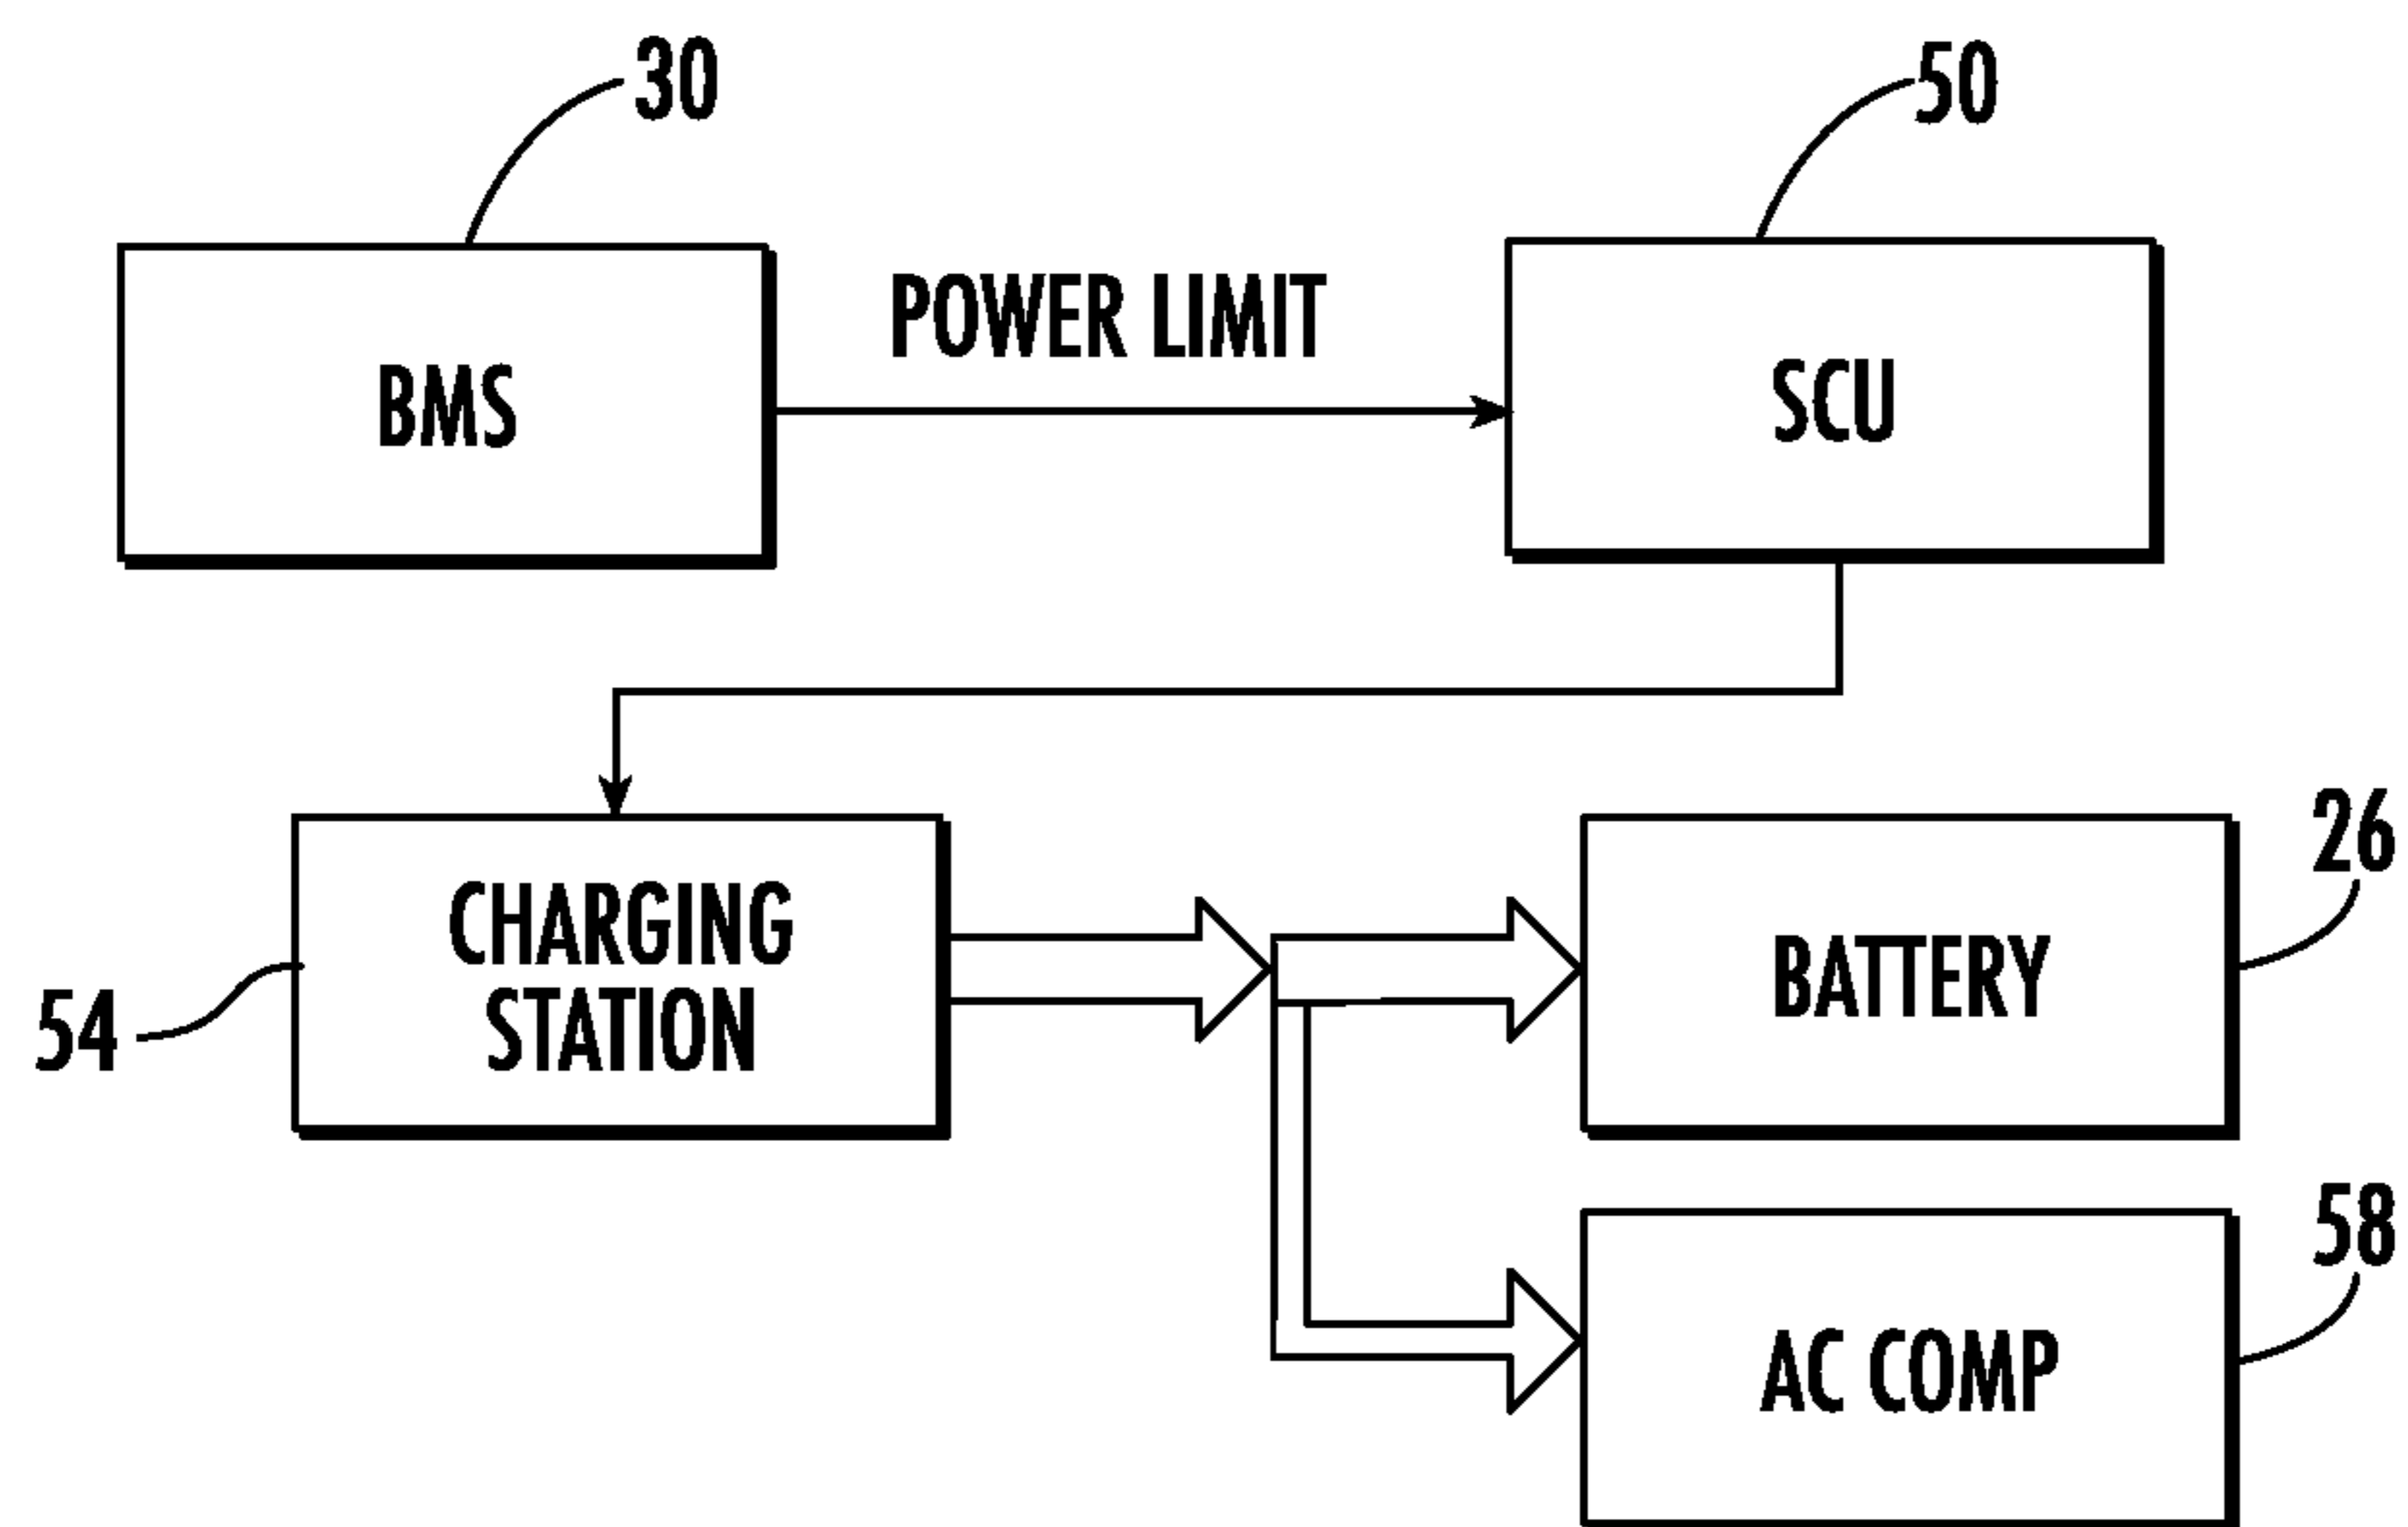 30
50
POWER LIMIT
BMS
SCU
26
CHARGING
STATION
BATTERY
54
58
AC COMP